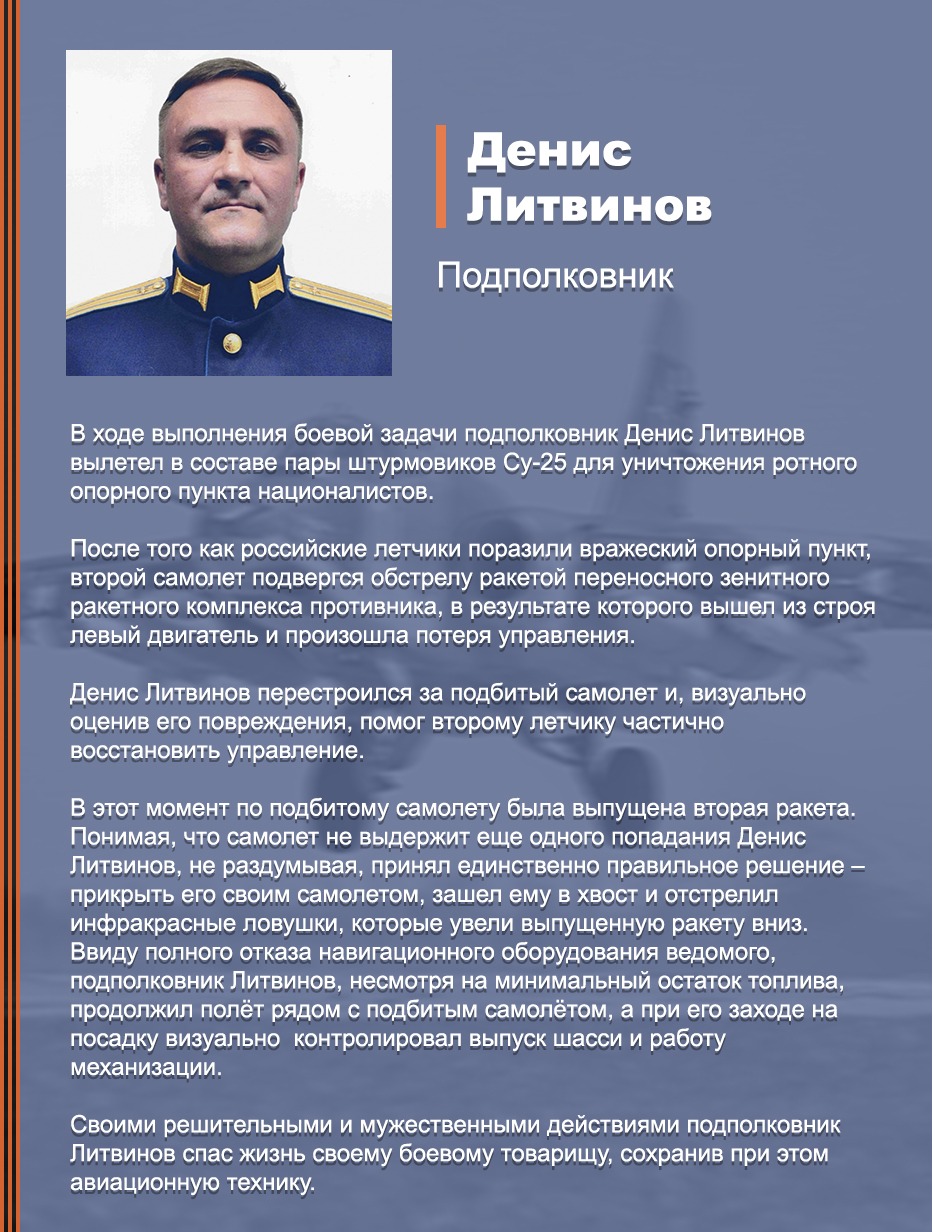 Денис
Литвинов
Подполковник
В ходе выполнения боевой задачи подполковник Денис Литвинов
вылетел в составе пары штурмовиков Су-25 для уничтожения ротного
опорного пункта националистов.
После того как российские летчики поразили вражеский опорный пункт,
второй самолет подвергся обстрелу ракетой переносного зенитного
ракетного комплекса противника, в результате которого вышел из строя
левый двигатель и произошла потеря управления.
Денис Литвинов перестроился за подбитый самолет и, визуально
оценив его повреждения, помог второму летчику частично
восстановить управление.
В этот момент по подбитому самолету была выпущена вторая ракета.
Понимая, что самолет не выдержит еще одного попадания Денис
Литвинов, не раздумывая, принял единственно правильное решение –
прикрыть его своим самолетом, зашел ему в хвост и отстрелил
инфракрасные ловушки, которые увели выпущенную ракету вниз.
Ввиду полного отказа навигационного оборудования ведомого,
подполковник Литвинов, несмотря на минимальный остаток топлива,
продолжил полёт рядом с подбитым самолётом, а при его заходе на
посадку визуально  контролировал выпуск шасси и работу
механизации.
Своими решительными и мужественными действиями подполковник
Литвинов спас жизнь своему боевому товарищу, сохранив при этом
авиационную технику.